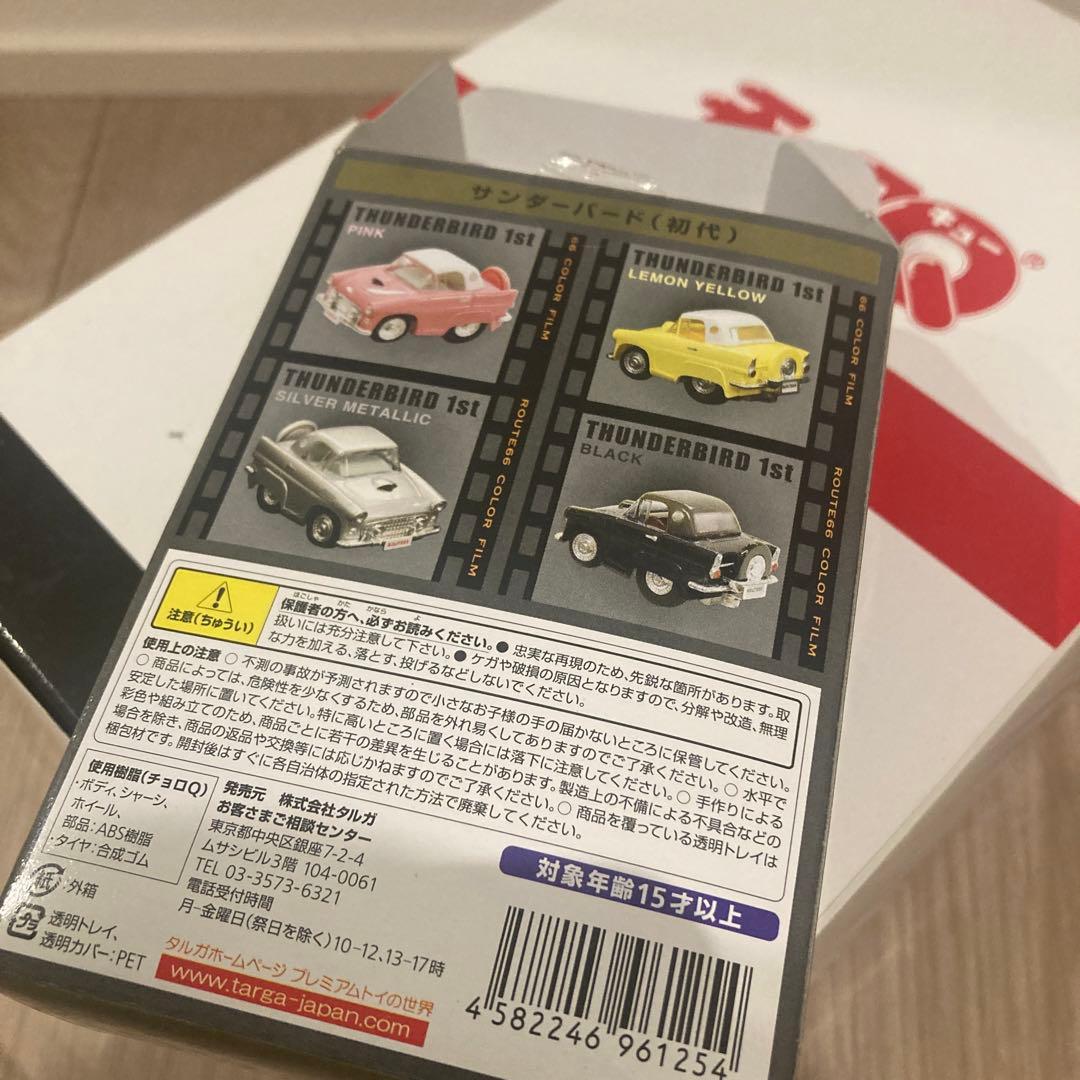 チョロQ
キュー
®
サンダーバード(初代)
THUNDERBIRD 1st
PINK
66 COLOR FILM
THUNDERBIRD 1st
LEMON YELLOW
66 COLOR FILM
THUNDERBIRD 1st
SILVER METALLIC
ROUTE66 COLOR FILM
THUNDERBIRD 1st
BLACK
ROUTE66 COLOR FILM
注意(ちゅうい)
ほごしゃ かた かなら よ
保護者の方へ、必ずお読みください。● 忠実な再現のため、先鋭な箇所があります。取
扱いには充分注意して下さい。● ケガや破損の原因となりますので、分解や改造、無理
な力を加える、落とす、投げるなどしないでください。
使用上の注意 ○ 不測の事故が予測されますので小さなお子様の手の届かないところに保管してください。
○ 商品によっては、危険性を少なくするため、部品を外れ易くしてありますのでご了承ください。○ 水平で
安定した場所に置いてください。特に高いところに置く場合には落下に注意してください。○ 手作りによる
彩色や組み立てのため、商品ごとに若干の差異を生じることがあります。製造上の不備による不具合などの
場合を除き、商品の返品や交換等には応じかねますのでご了承ください。○ 商品を覆っている透明トレイは
梱包材です。開封後はすぐに各自治体の指定された方法で廃棄してください。
使用樹脂(チョロQ)
・ボディ、シャーシ、
ホイール、
部品:ABS樹脂
・タイヤ:合成ゴム
紙 :外箱
プラ 透明トレイ、
透明カバー:PET
発売元 株式会社タルガ
お客さまご相談センター
東京都中央区銀座7-2-4
ムサシビル3階 104-0061
TEL 03-3573-6321
電話受付時間
月-金曜日(祭日を除く)10-12、13-17時
タルガホームページ プレミアムトイの世界
www.targa-japan.com
対象年齢15才以上
4 582246 961254